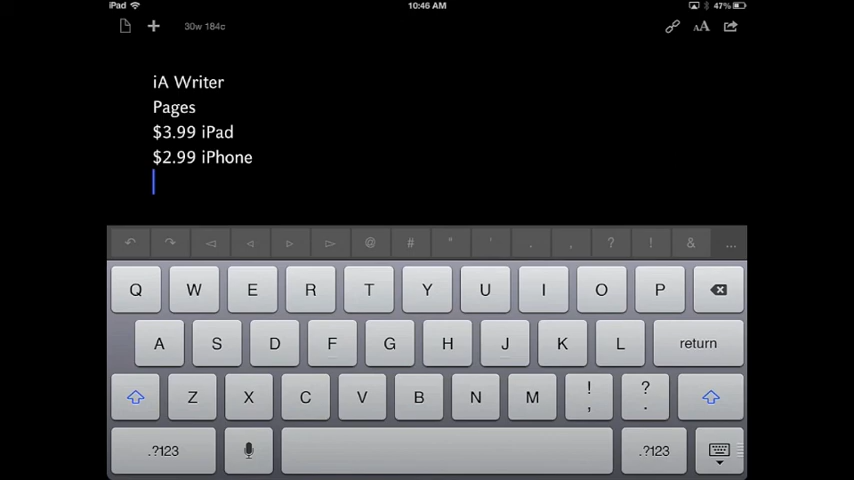 iPad 10:46 AM 47%
30w 184c AA
iA Writer
Pages
$3.99 iPad
$2.99 iPhone
@ # " ' . , ? ! & ...
Q W E R T Y U I O P
A S D F G H J K L return
Z X C V B N M ! , ? .
.?123 .?123